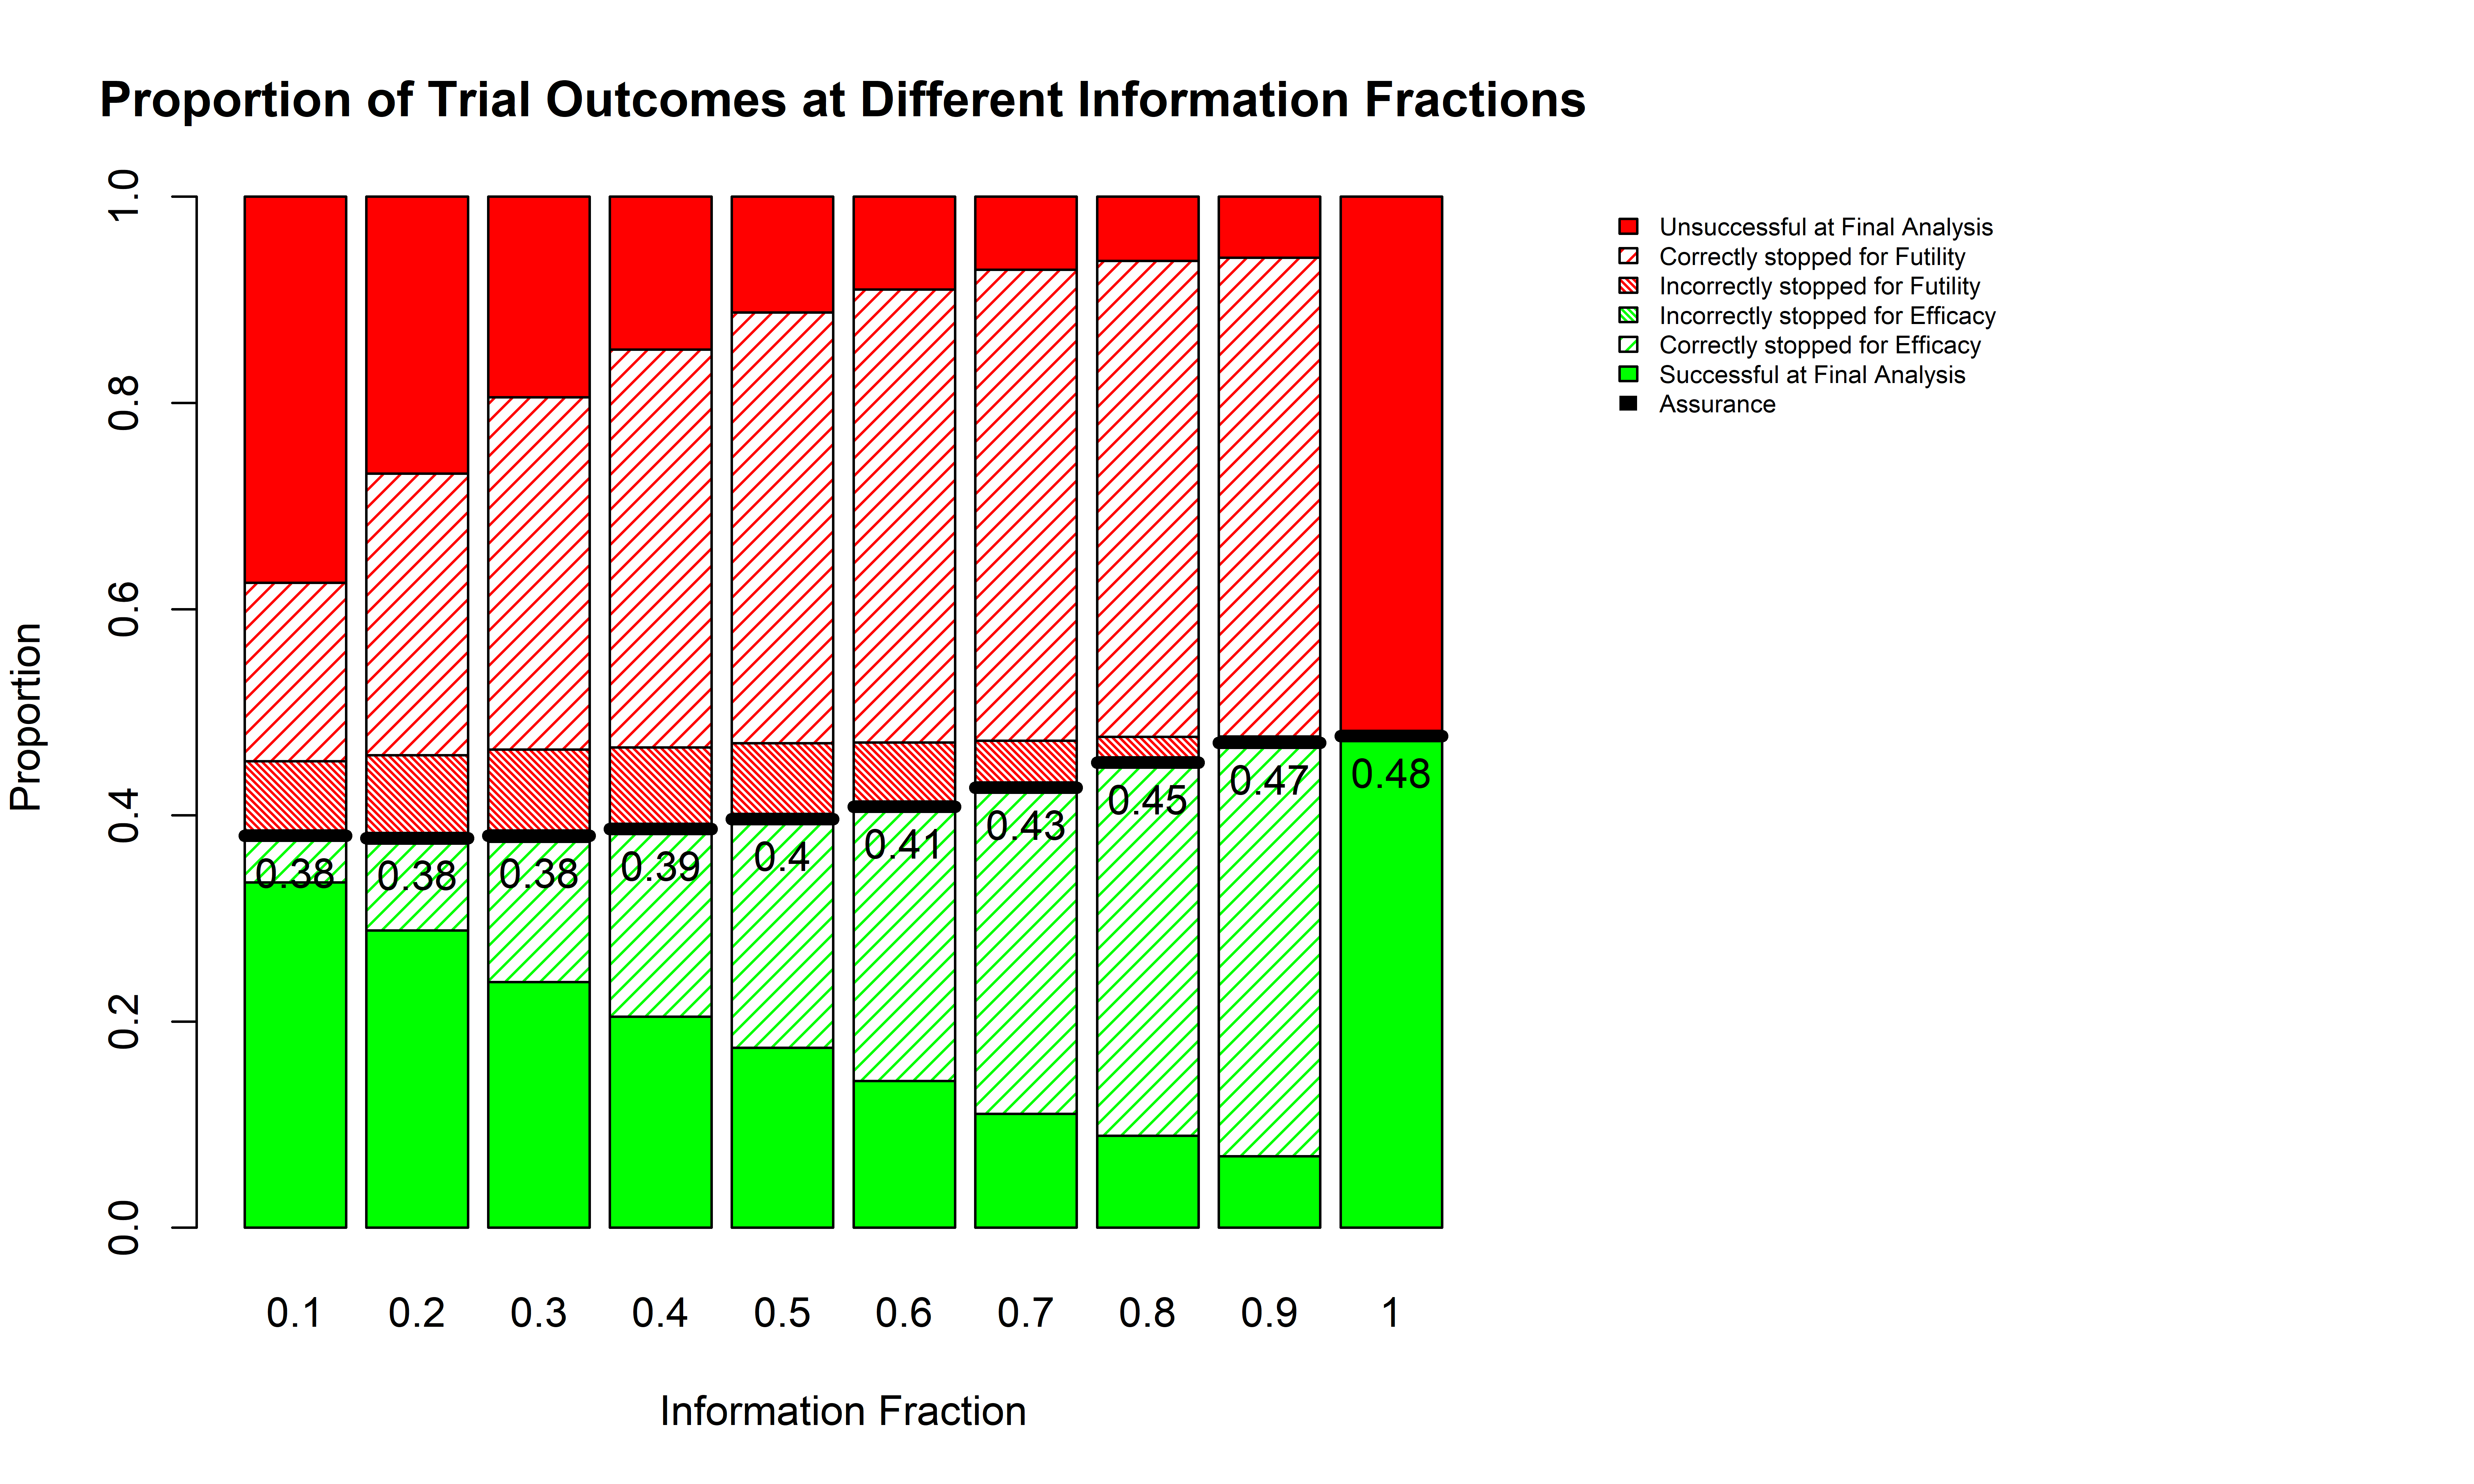 Proportion of Trial Outcomes at Different Information Fractions
Proportion
1.0
0.8
0.6
0.4
0.2
0.0
0.38
0.38
0.38
0.39
0.4
0.41
0.43
0.45
0.47
0.48
0.1
0.2
0.3
0.4
0.5
0.6
0.7
0.8
0.9
1
Information Fraction
Unsuccessful at Final Analysis
Correctly stopped for Futility
Incorrectly stopped for Futility
Incorrectly stopped for Efficacy
Correctly stopped for Efficacy
Successful at Final Analysis
Assurance